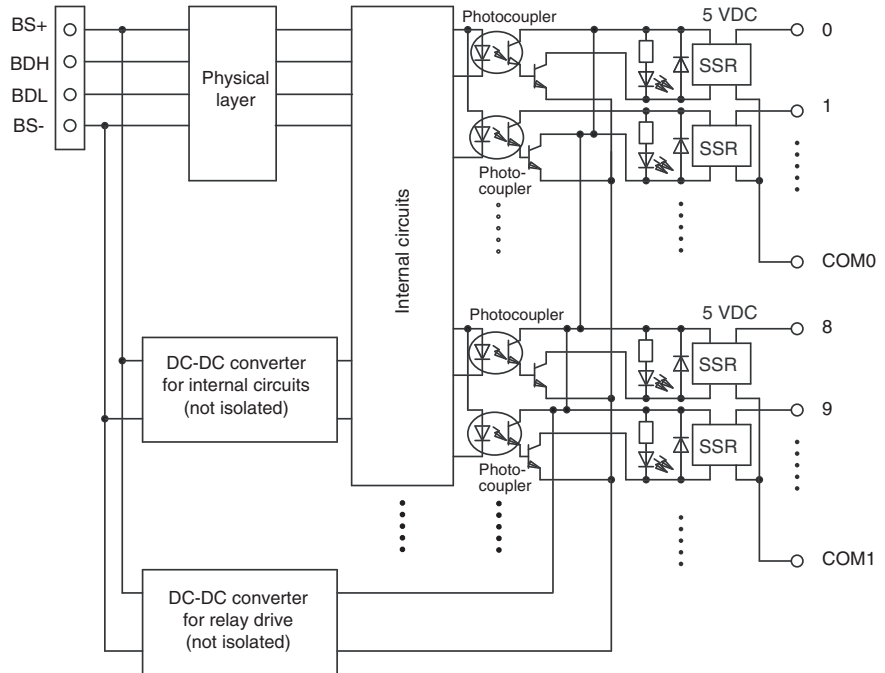 BS+
BDH
BDL
BS-
Physical
layer
Internal circuits
Photocoupler
5 VDC
SSR
0
SSR
1
Photo-
coupler
COM0
Photocoupler
5 VDC
SSR
8
SSR
9
Photo-
coupler
COM1
DC-DC converter
for internal circuits
(not isolated)
DC-DC converter
for relay drive
(not isolated)